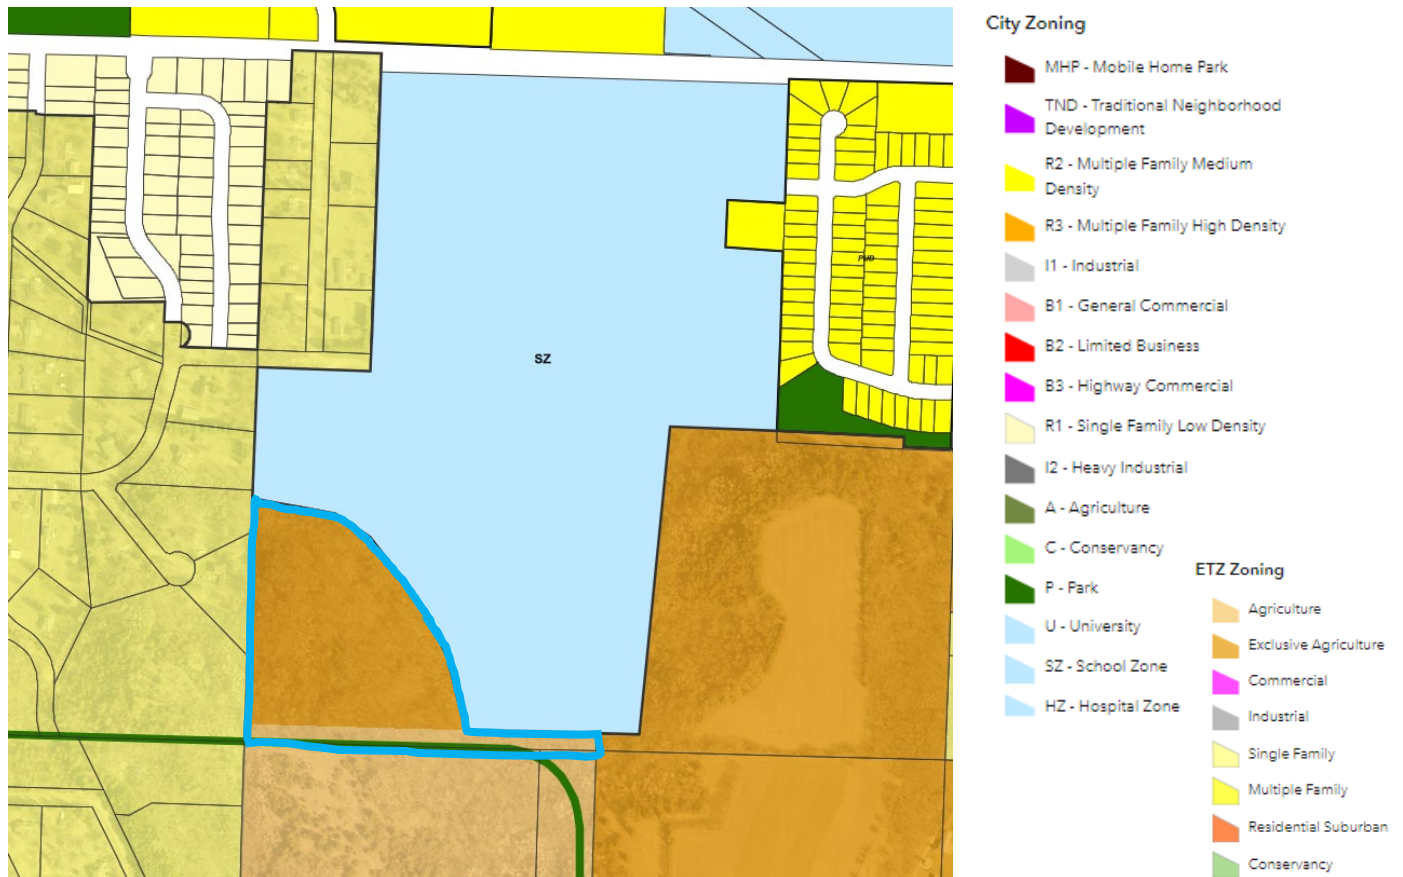 City Zoning
MHP - Mobile Home Park
TND - Traditional Neighborhood
Development
R2 - Multiple Family Medium
Density
R3 - Multiple Family High Density
I1 - Industrial
B1 - General Commercial
B2 - Limited Business
B3 - Highway Commercial
R1 - Single Family Low Density
I2 - Heavy Industrial
A - Agriculture
C - Conservancy
P - Park
U - University
SZ - School Zone
HZ - Hospital Zone
ETZ Zoning
Agriculture
Exclusive Agriculture
Commercial
Industrial
Single Family
Multiple Family
Residential Suburban
Conservancy
PUD
SZ